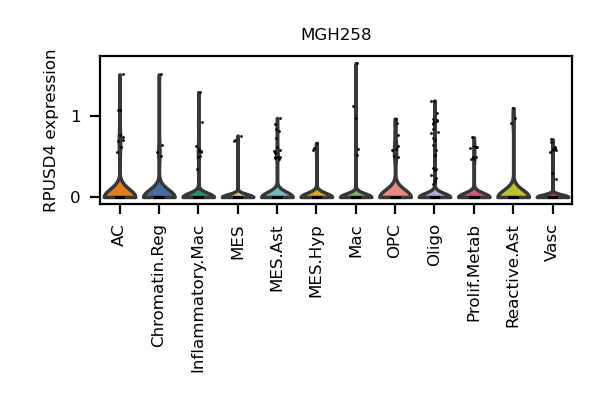 MGH258
RPUSD4 expression
1
0
AC
Chromatin.Reg
Inflammatory.Mac
MES
MES.Ast
MES.Hyp
Mac
OPC
Oligo
Prolif.Metab
Reactive.Ast
Vasc